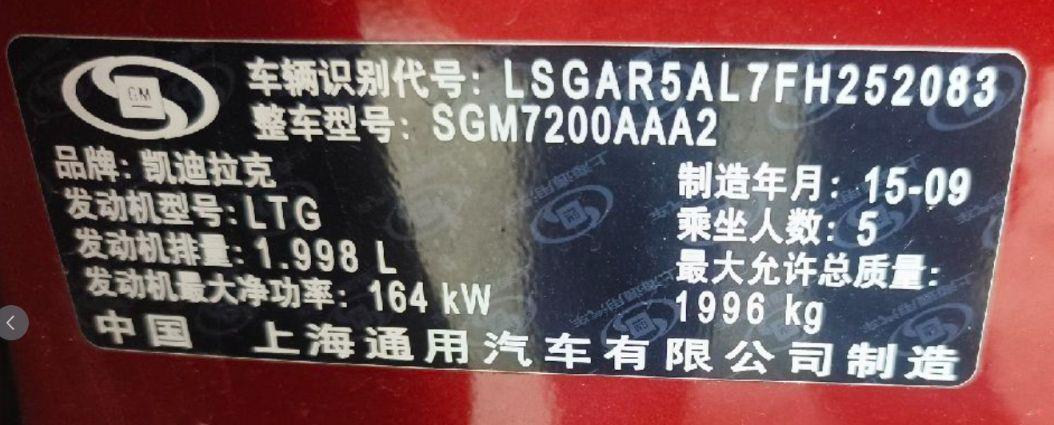 GM
车辆识别代号: LSGAR5AL7FH252083
整车型号: SGM7200AAA2
品牌: 凯迪拉克
发动机型号:LTG
发动机排量:1.998 L
发动机最大净功率: 164 kW
制造年月: 15-09
乘坐人数: 5
最大允许总质量:
1996 kg
中国 上海通用汽车有限公司制造